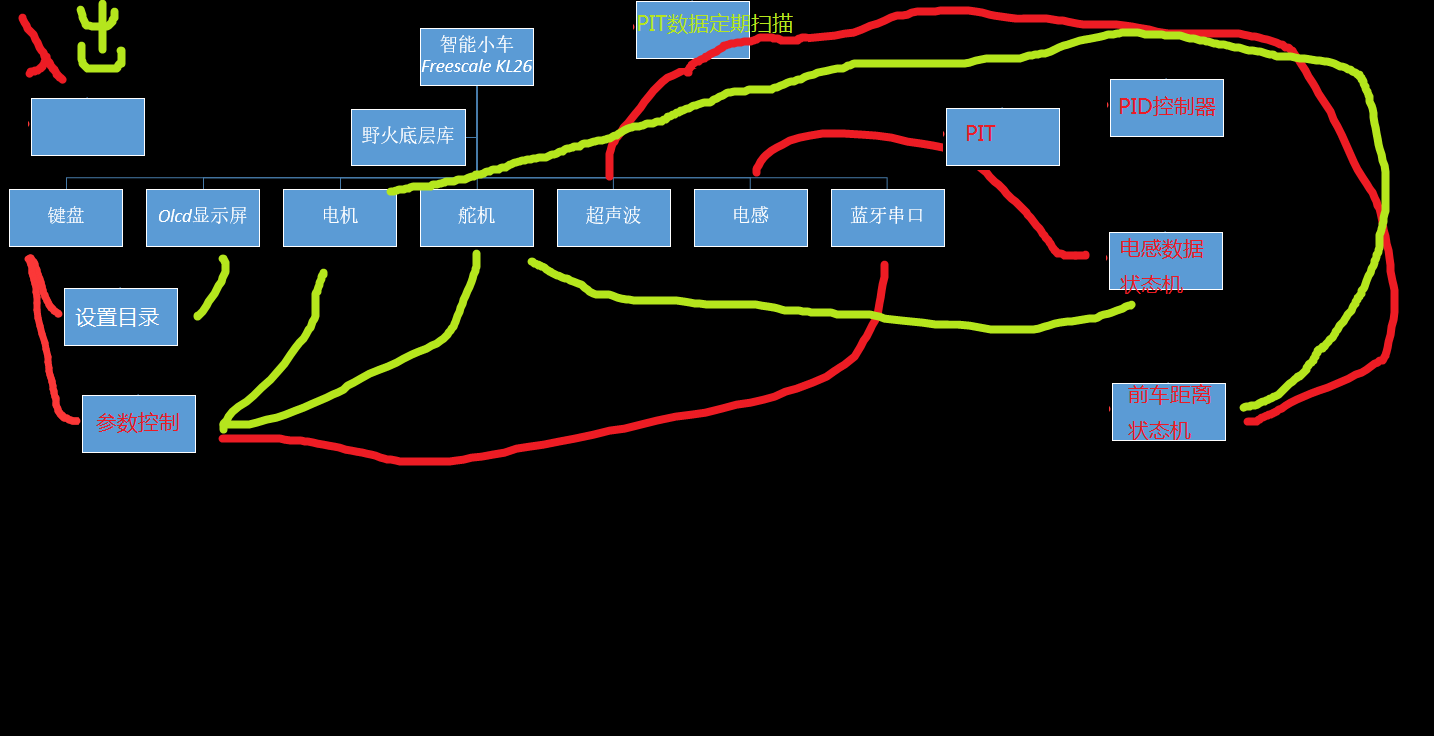 入
出
PIT数据定期扫描
智能小车
Freescale KL26
野火底层库
PIT
PID控制器
键盘
Olcd显示屏
电机
舵机
超声波
电感
蓝牙串口
电感数据
状态机
设置目录
参数控制
前车距离
状态机